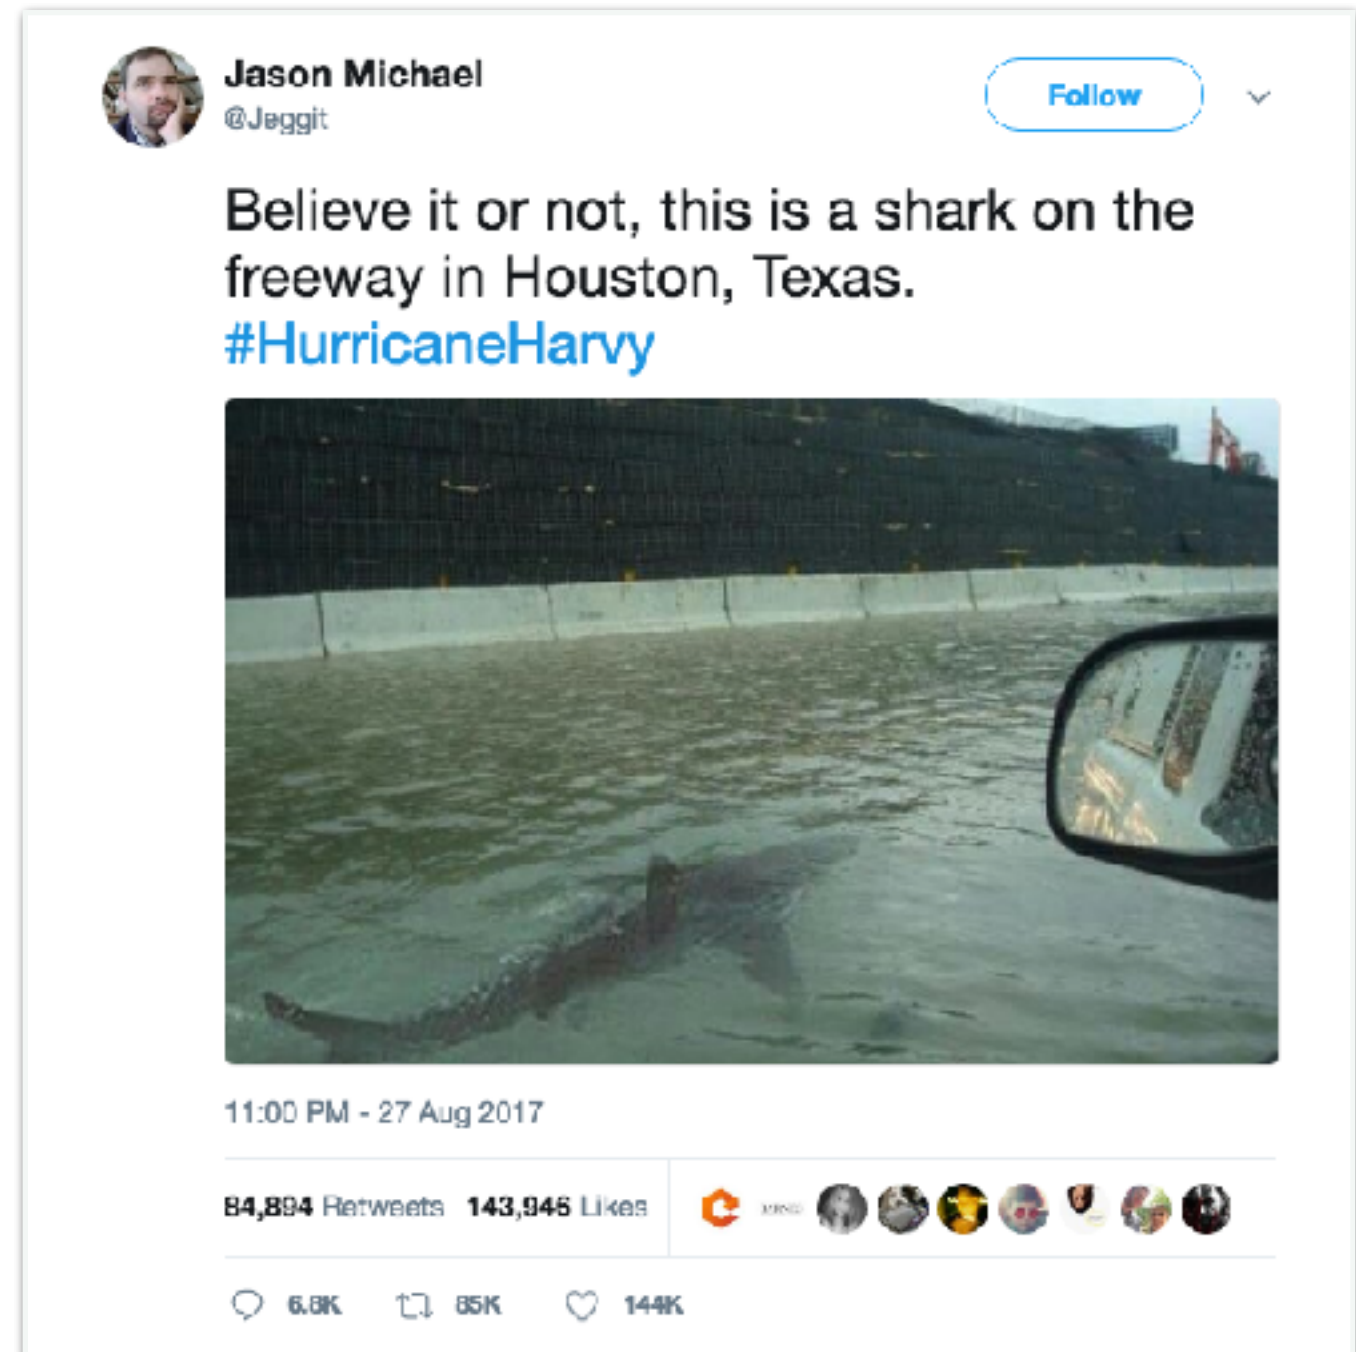 Jason Michael
@Jeggit
Follow
Believe it or not, this is a shark on the
freeway in Houston, Texas.
#HurricaneHarvy
11:00 PM - 27 Aug 2017
84,894 Retweets 143,946 Likes
6.8K 85K 144K